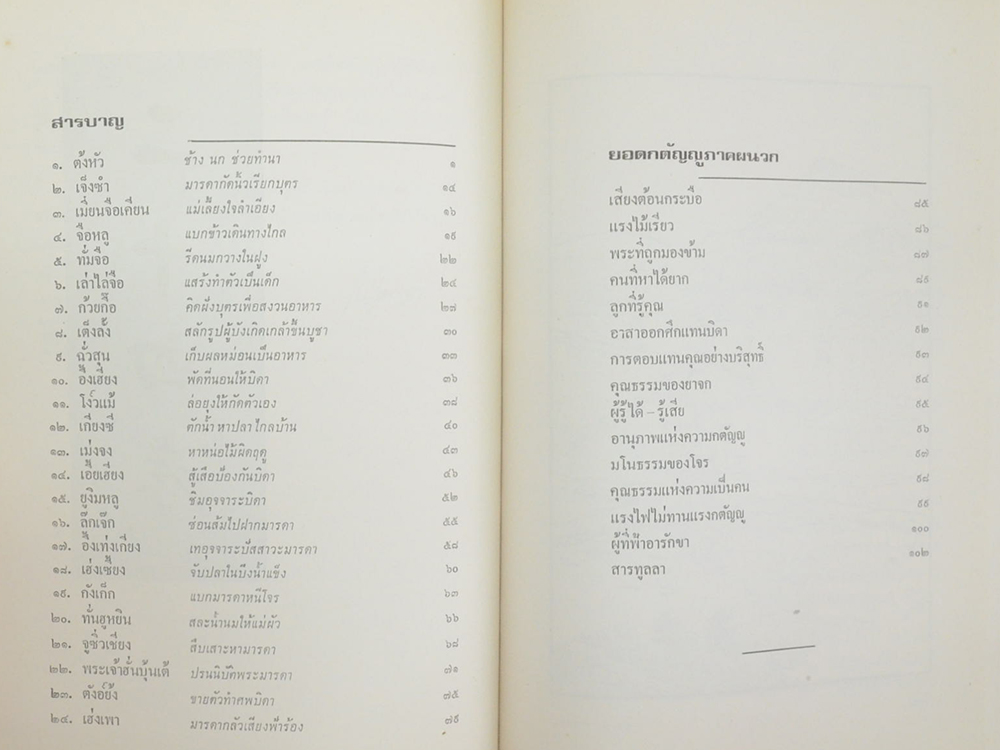 สารบาญ
๑. ตั้งหัว ช้าง นก ช่วยทำนา ๑
๒. เจ็งซำ มารดากัดนิ้วเรียกบุตร ๑๔
๓. เมี่ยนจือเคียน แม่เลี้ยงใจลำเอียง ๑๖
๔. จือหลู แบกข้าวเดินทางไกล ๑๙
๕. ทั่มจือ รีดนมกวางในฝูง ๒๒
๖. เล่าไล่จือ แสร้งทำตัวเป็นเด็ก ๒๔
๗. ก้วยกือ คิดฝังบุตรเพื่อสงวนอาหาร ๒๗
๘. เต็งลั้ง สลักรูปผู้บังเกิดเกล้าขึ้นบูชา ๓๐
๙. ฉั่วสุน เก็บผลหม่อนเป็นอาหาร ๓๓
๑๐. อึ้งเฮียง พัดที่นอนให้บิดา ๓๖
๑๑. โง่วแม้ ล่อยุงให้กัดตัวเอง ๓๘
๑๒. เกียงซี ตักน้ำ หาปลา ไกลบ้าน ๔๐
๑๓. เม่งจง หาหน่อไม้ผิดฤดู ๔๓
๑๔. เอี้ยเฮียง สู้เสือป้องกันบิดา ๔๖
๑๕. ยูงิมหลู ชิมอุจจาระบิดา ๕๒
๑๖. ลึกเจ๊ก ซ่อนส้มไปฝากมารดา ๕๕
๑๗. อึ้งเท่งเกียง เทอุจจาระปัสสาวะมารดา ๕๘
๑๘. เฮ่งเซี้ยง จับปลาในบึงน้ำแข็ง ๖๐
๑๙. กังเก็ก แบกมารดาหนีโจร ๖๓
๒๐. ทั่นฮูหยิน สละน้ำนมให้แม่ผัว ๖๖
๒๑. จูซิ่วเชียง สืบเสาะหามารดา ๖๘
๒๒. พระเจ้าฮั่นบุ้นเต้ ปรนนิบัติพระมารดา ๗๑
๒๓. ตังย้ง ขายตัวทำศพบิดา ๗๕
๒๔. เฮ่งเพา มารดากลัวเสียงฟ้าร้อง ๗๙
ยอดกตัญญูภาคผนวก
เสียงต้อนกระบือ ๘๕
แรงไม้เรียว ๘๖
พระที่ถูกมองข้าม ๘๗
คนที่หาได้ยาก ๘๙
ลูกที่รู้คุณ ๙๑
อาสาออกศึกแทนบิดา ๙๒
การตอบแทนคุณอย่างบริสุทธิ์ ๙๓
คุณธรรมของยาจก ๙๔
ผู้รู้ได้ – รู้เสีย ๙๕
อานุภาพแห่งความกตัญญู ๙๖
มโนธรรมของโจร ๙๗
คุณธรรมแห่งความเป็นคน ๙๘
แรงไฟไม่ทานแรงกตัญญู ๙๙
ผู้ที่ฟ้าอารักขา ๑๐๐
สารทูลลา ๑๐๒